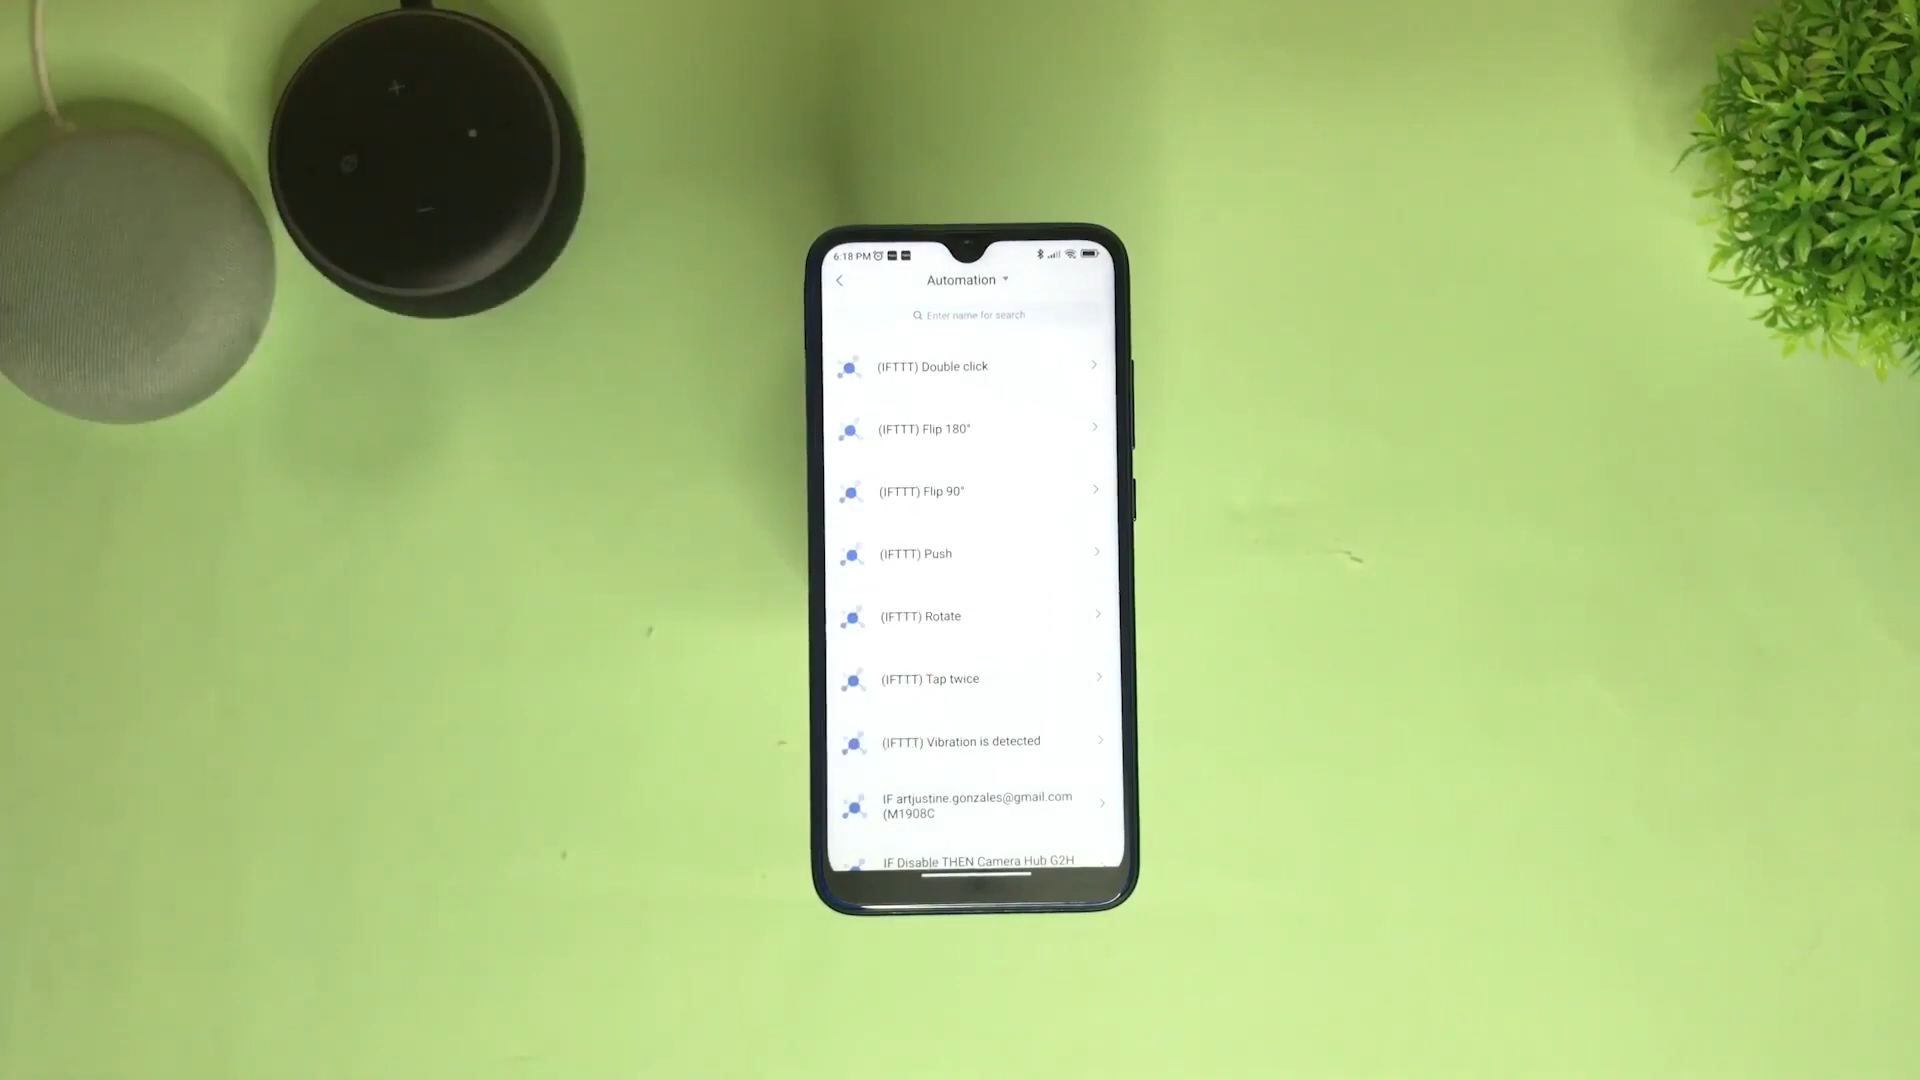 6:18 PM
Automation
Enter name for search
(IFTTT) Double click
(IFTTT) Flip 180°
(IFTTT) Flip 90°
(IFTTT) Push
(IFTTT) Rotate
(IFTTT) Tap twice
(IFTTT) Vibration is detected
IF artjustine.gonzales@gmail.com
(M1908C
IF Disable THEN Camera Hub G2H